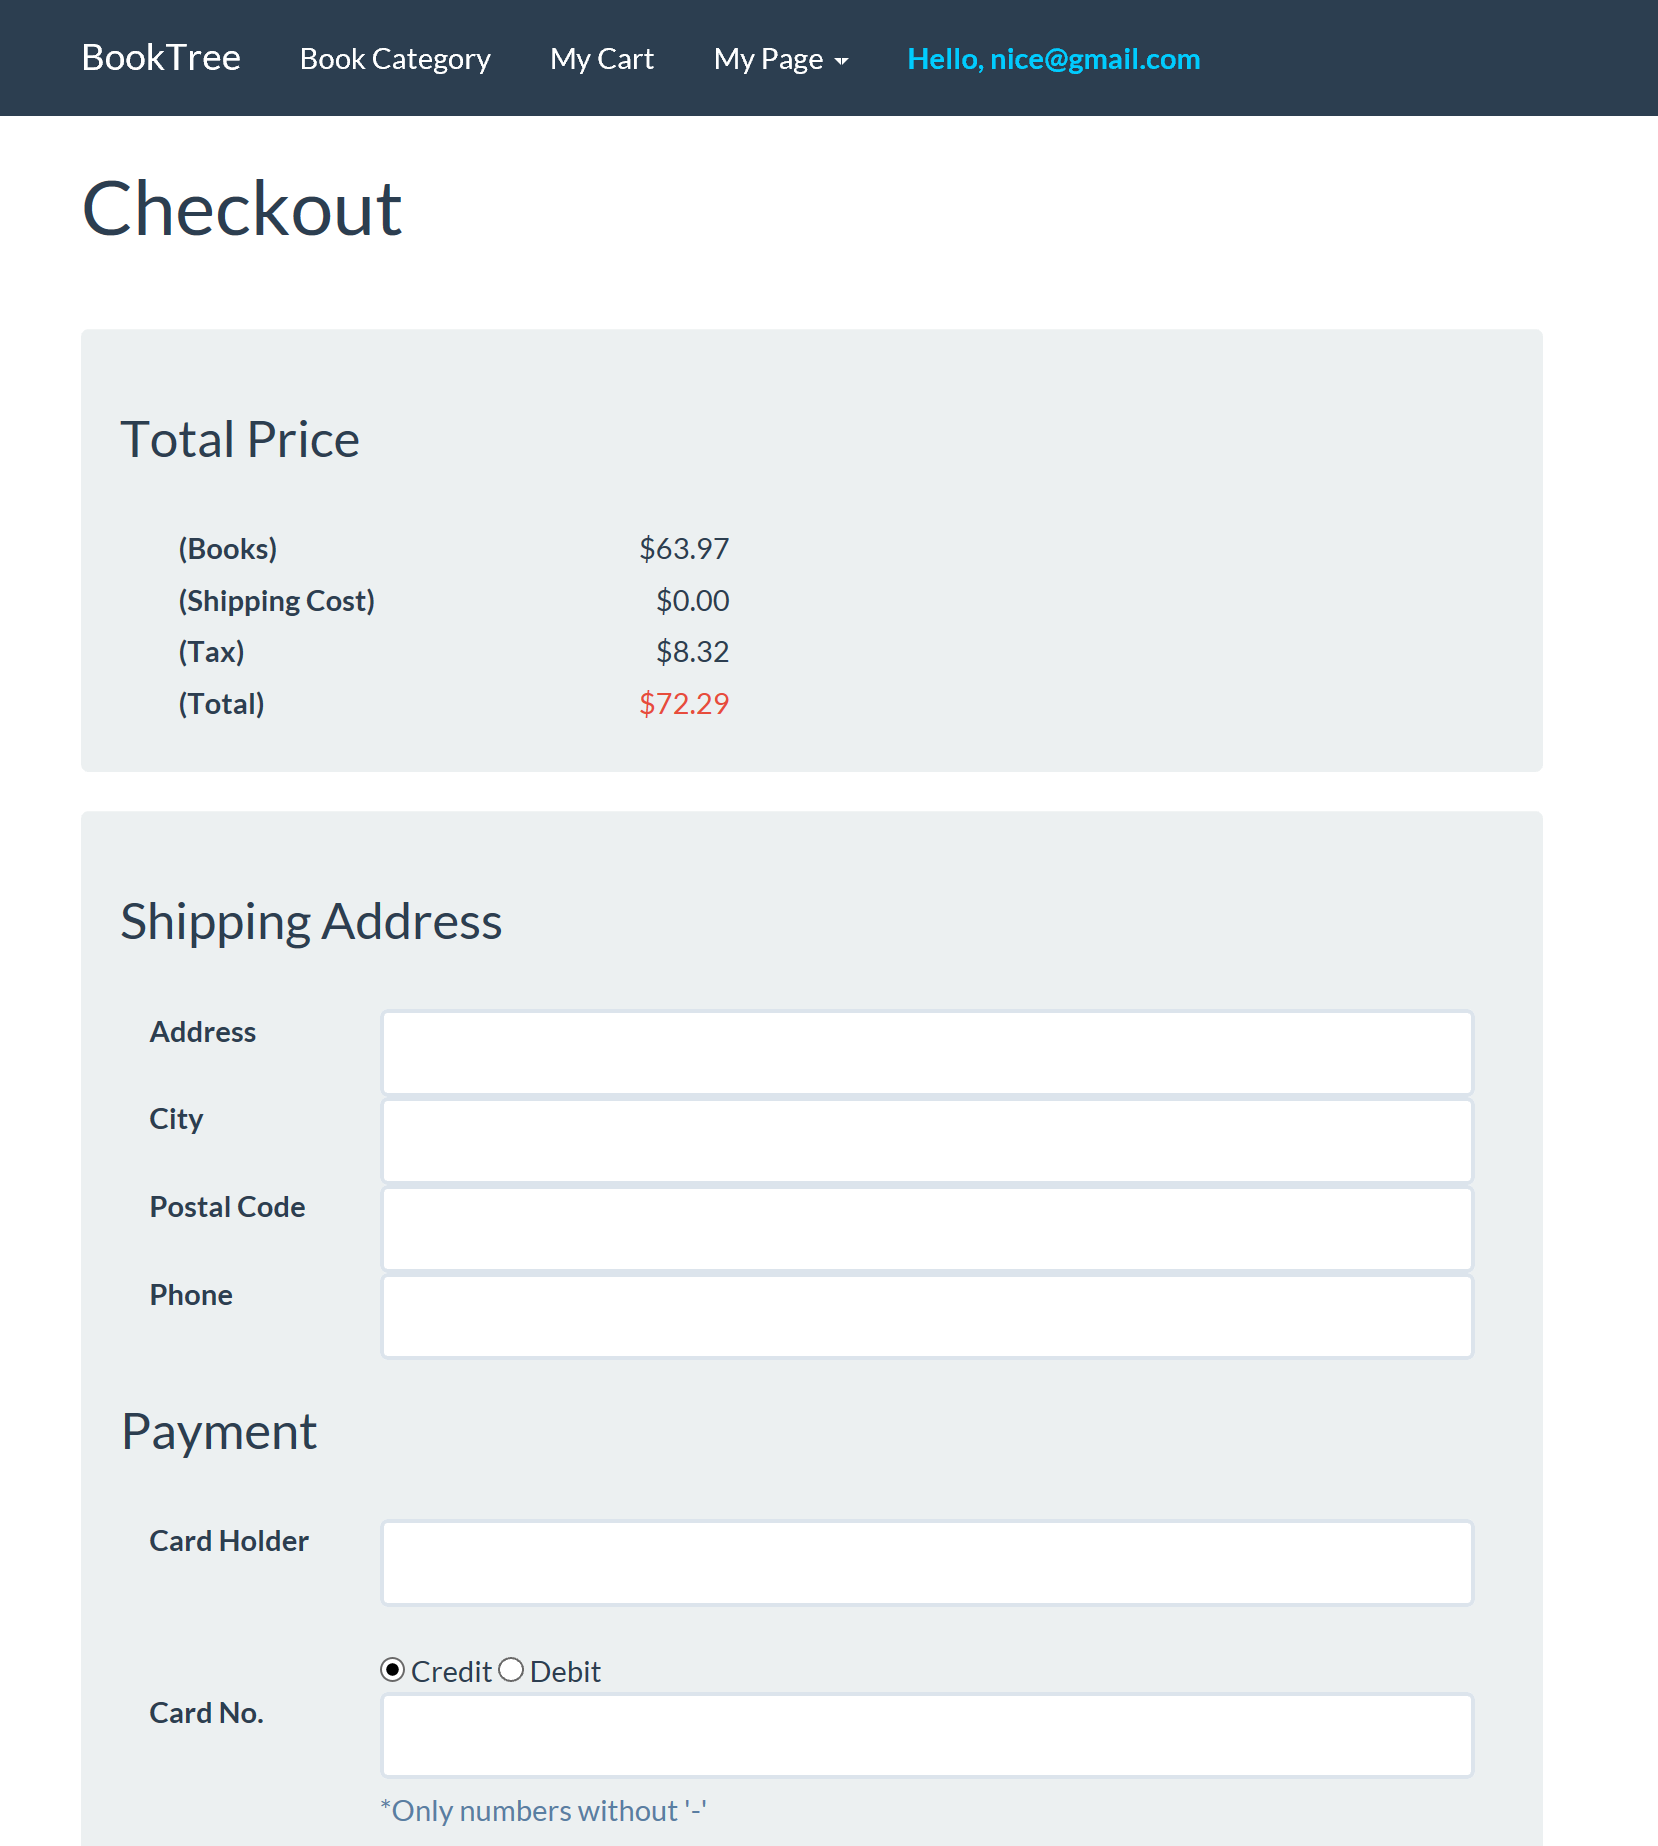 BookTree Book Category My Cart My Page Hello, nice@gmail.com
Checkout
Total Price
(Books) $63.97
(Shipping Cost) $0.00
(Tax) $8.32
(Total) $72.29
Shipping Address
Address
City
Postal Code
Phone
Payment
Card Holder
Credit Debit
Card No.
*Only numbers without '-'